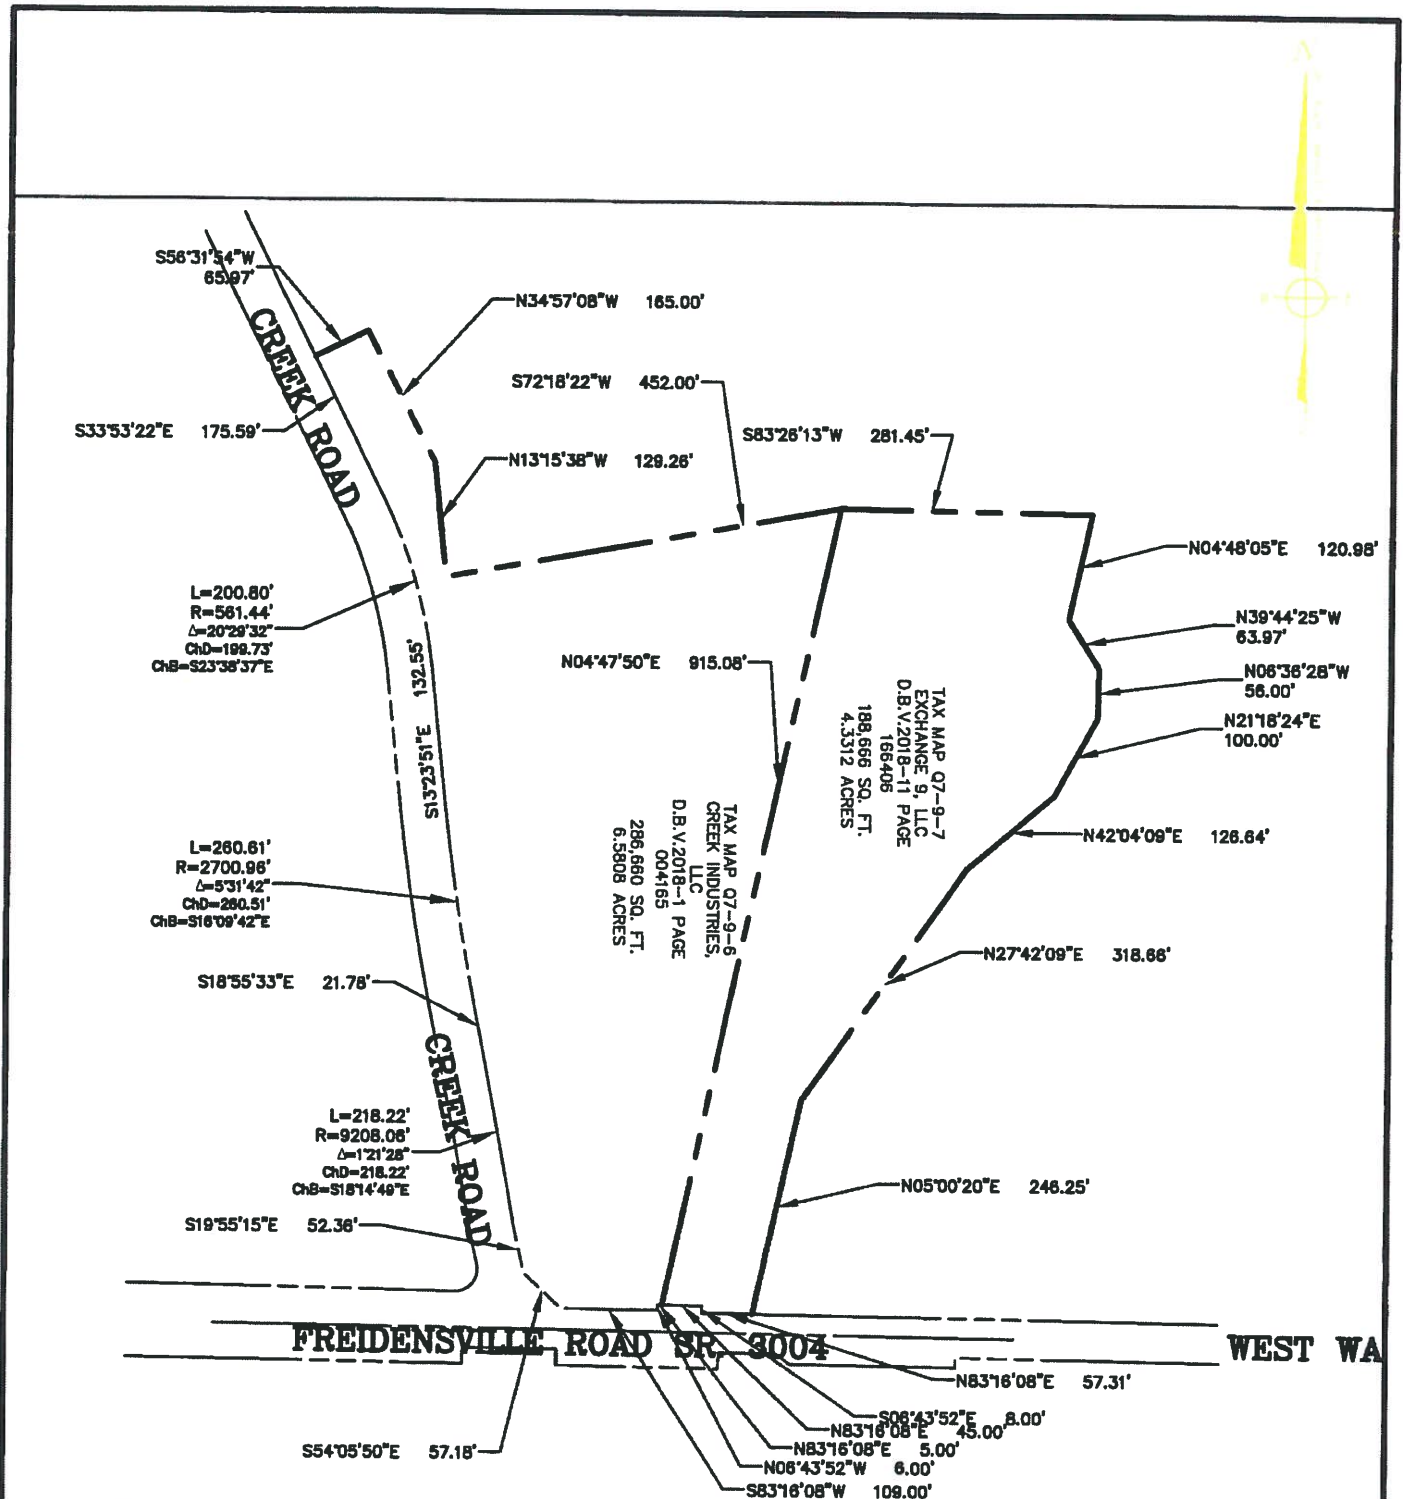 S56°31'54"W
65.97'
N34°57'08"W 165.00'
CREEK ROAD
S72°18'22"W 452.00'
S33°53'22"E 175.59'
S83°26'13"W 281.45'
N13°15'38"W 129.26'
N04°48'05"E 120.98'
L=200.80'
R=561.44'
Δ=20°29'32"
ChD=199.73'
ChB=S23°38'37"E
N39°44'25"W
63.97'
S13°23'51"E 132.55'
N04°47'50"E 915.08'
N06°36'28"W
56.00'
N21°18'24"E
100.00'
TAX MAP Q7-9-7
EXCHANGE 9, LLC
D.B.V.2018-11 PAGE
166406
188,666 SQ. FT.
4.3312 ACRES
TAX MAP Q7-9-6
CREEK INDUSTRIES,
LLC
D.B.V.2018-1 PAGE
004165
286,660 SQ. FT.
6.5808 ACRES
N42°04'09"E 126.64'
L=260.61'
R=2700.96'
Δ=5°31'42"
ChD=260.51'
ChB=S16°09'42"E
N27°42'09"E 318.66'
S18°55'33"E 21.78'
CREEK ROAD
L=218.22'
R=9208.06'
Δ=1°21'28"
ChD=218.22'
ChB=S18°14'49"E
N05°00'20"E 246.25'
S19°55'15"E 52.36'
FREIDENSVILLE ROAD SR 3004
WEST WA
N83°16'08"E 57.31'
S06°43'52"E 8.00'
N83°16'08"E 45.00'
N83°16'08"E 5.00'
S54°05'50"E 57.18'
N06°43'52"W 6.00'
S83°16'08"W 109.00'